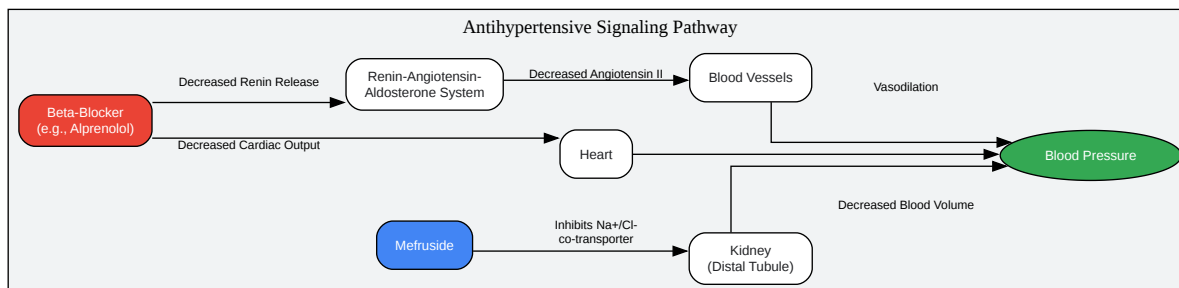 Antihypertensive Signaling Pathway
Decreased Renin Release
Renin-Angiotensin-
Aldosterone System
Decreased Angiotensin II
Blood Vessels
Vasodilation
Beta-Blocker
(e.g., Alprenolol)
Decreased Cardiac Output
Heart
Blood Pressure
Decreased Blood Volume
Mefruside
Inhibits Na+/Cl-
co-transporter
Kidney
(Distal Tubule)